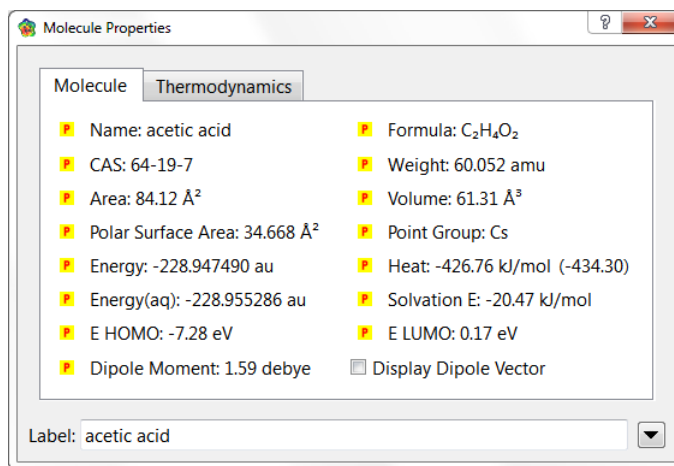 Molecule Properties
Molecule Thermodynamics
P Name: acetic acid
P Formula: C₂H₄O₂
P CAS: 64-19-7
P Weight: 60.052 amu
P Area: 84.12 Å²
P Volume: 61.31 Å³
P Polar Surface Area: 34.668 Å²
P Point Group: Cs
P Energy: -228.947490 au
P Heat: -426.76 kJ/mol (-434.30)
P Energy(aq): -228.955286 au
P Solvation E: -20.47 kJ/mol
P E HOMO: -7.28 eV
P E LUMO: 0.17 eV
P Dipole Moment: 1.59 debye
Display Dipole Vector
Label: acetic acid